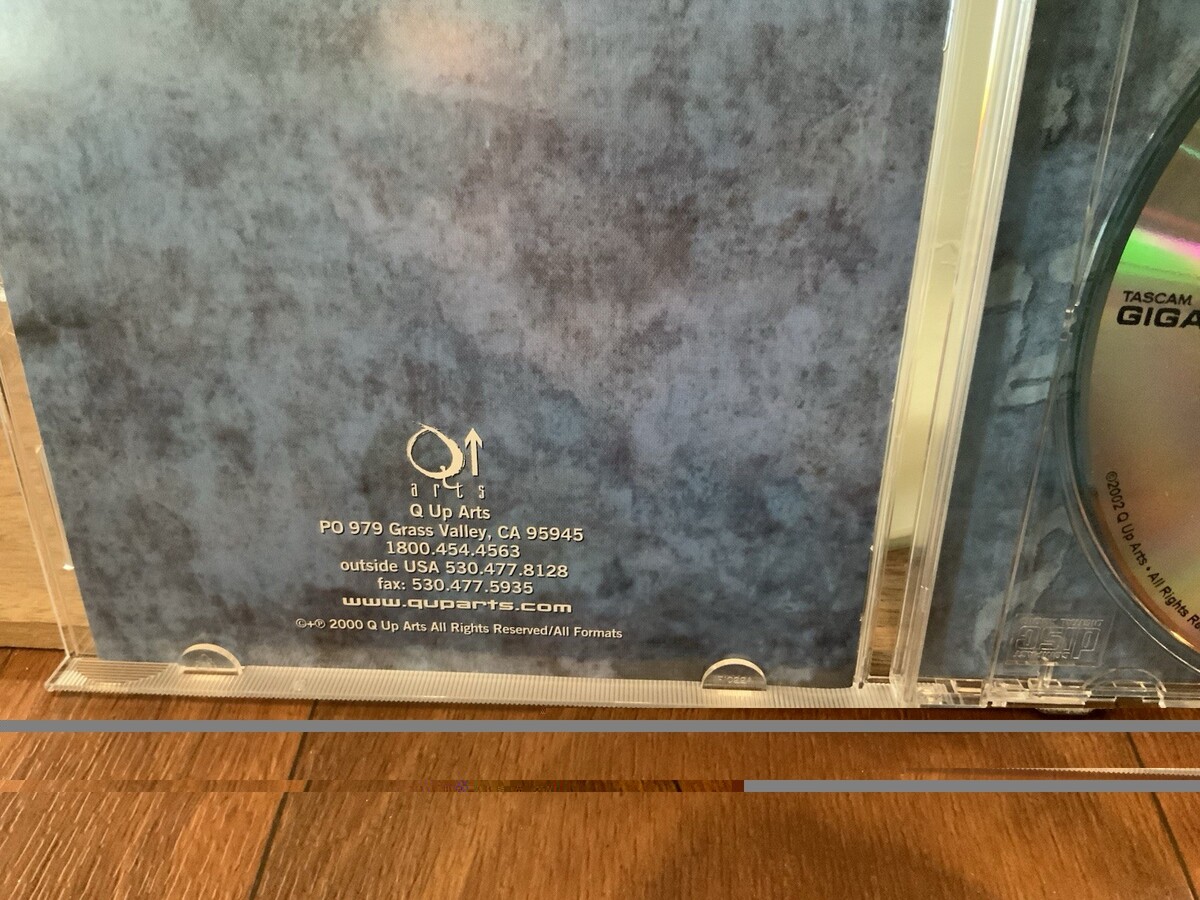 Q↑
arts
Q Up Arts
PO 979 Grass Valley, CA 95945
1800.454.4563
outside USA 530.477.8128
fax: 530.477.5935
www.quparts.com
©+℗ 2000 Q Up Arts All Rights Reserved/All Formats
TASCAM
GIGA
©2002 Q Up Arts • All Rights Re
disc